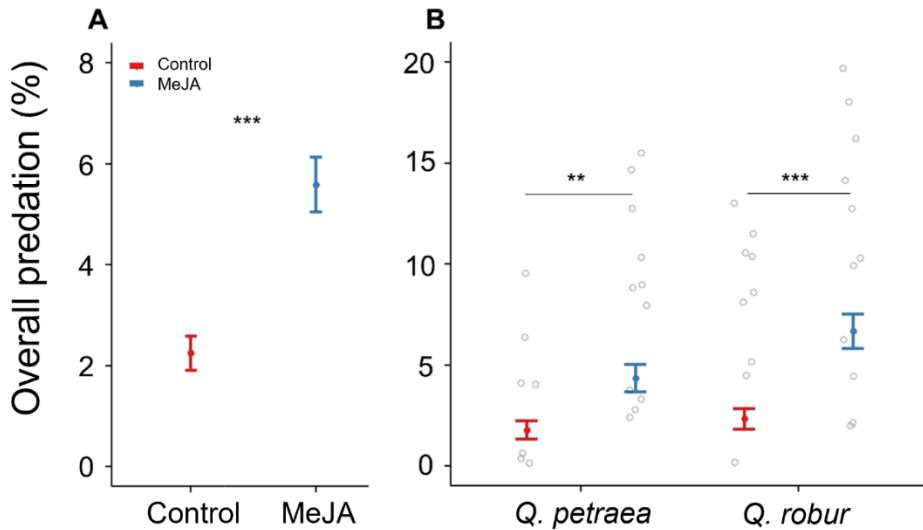 A
B
Overall predation (%)
8
6
4
2
0
Control
MeJA
***
Control
MeJA
20
15
10
5
0
**
***
Q. petraea
Q. robur